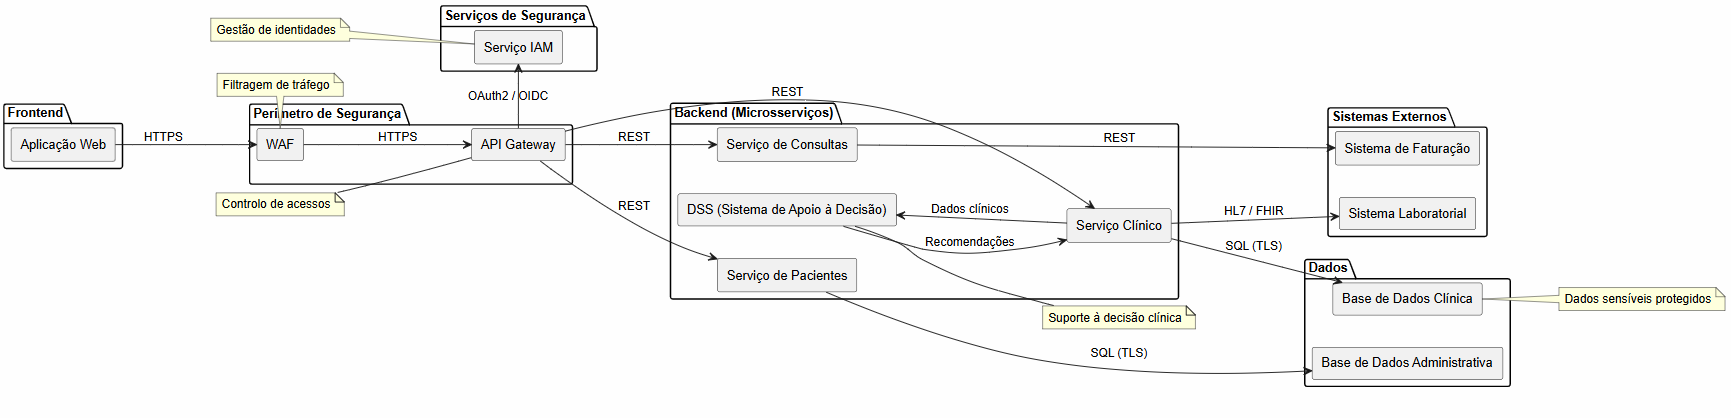 Serviços de Segurança
Gestão de identidades
Serviço IAM
Filtragem de tráfego
OAuth2 / OIDC
REST
Frontend
Perímetro de Segurança
Backend (Microsserviços)
Sistemas Externos
Aplicação Web
HTTPS
WAF
HTTPS
API Gateway
REST
Serviço de Consultas
REST
Sistema de Faturação
Controlo de acessos
REST
DSS (Sistema de Apoio à Decisão)
Dados clínicos
Serviço Clínico
HL7 / FHIR
Sistema Laboratorial
Recomendações
SQL (TLS)
Serviço de Pacientes
Dados
Base de Dados Clínica
Dados sensíveis protegidos
Suporte à decisão clínica
SQL (TLS)
Base de Dados Administrativa